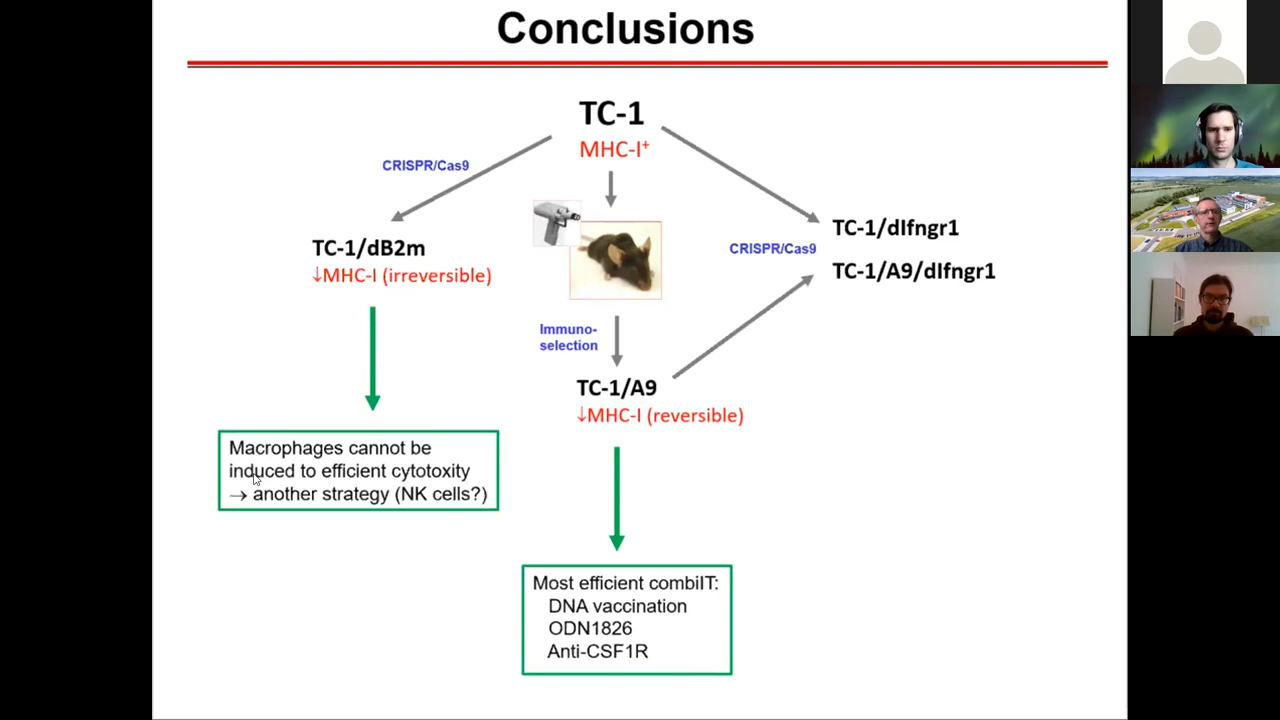 Conclusions
TC-1
MHC-I⁺
CRISPR/Cas9
TC-1/dB2m
↓MHC-I (irreversible)
CRISPR/Cas9
TC-1/dIfngr1
TC-1/A9/dIfngr1
Immuno-
selection
TC-1/A9
↓MHC-I (reversible)
Macrophages cannot be
induced to efficient cytotoxity
→ another strategy (NK cells?)
Most efficient combiIT:
DNA vaccination
ODN1826
Anti-CSF1R